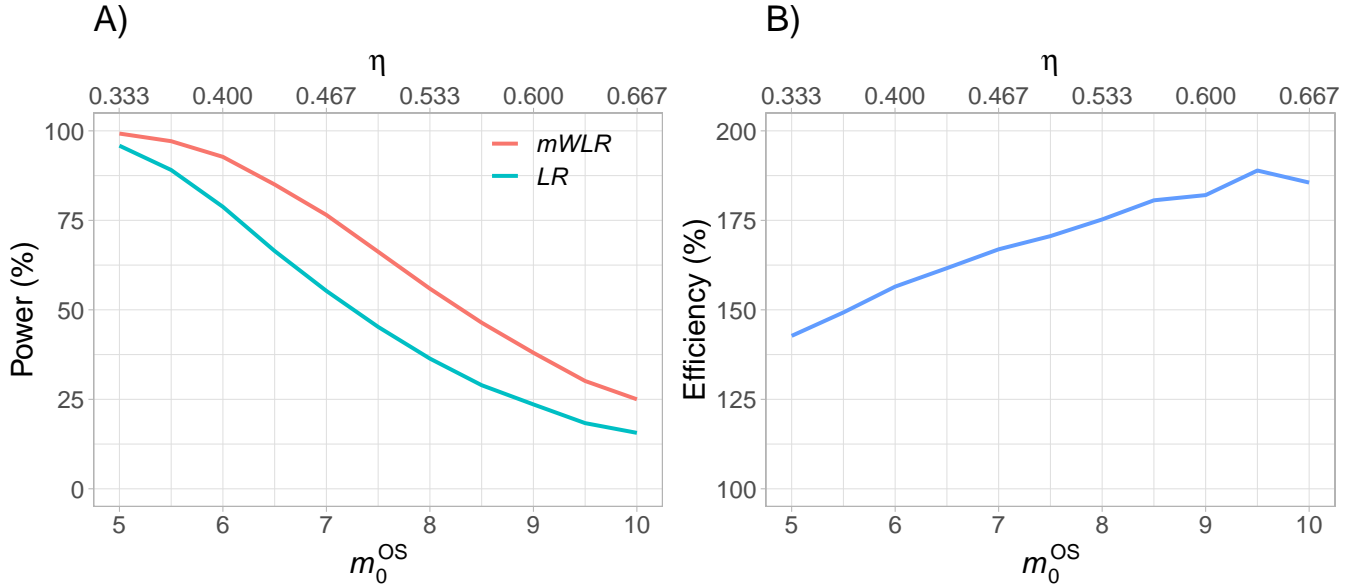 A)
η
0.333 0.400 0.467 0.533 0.600 0.667
100
75
50
25
0
Power (%)
mWLR
LR
5 6 7 8 9 10
m₀ᴼˢ
B)
η
0.333 0.400 0.467 0.533 0.600 0.667
200
175
150
125
100
Efficiency (%)
5 6 7 8 9 10
m₀ᴼˢ